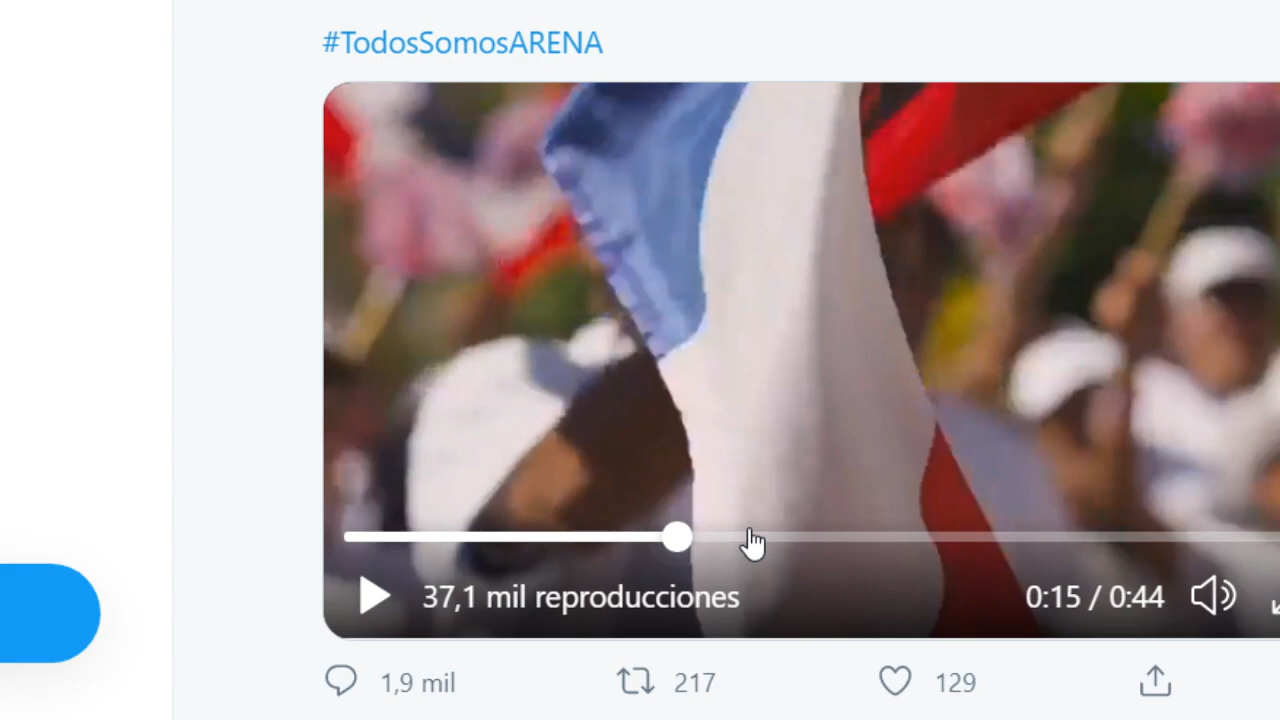 #TodosSomosARENA
37,1 mil reproducciones
0:15 / 0:44
1,9 mil
217
129